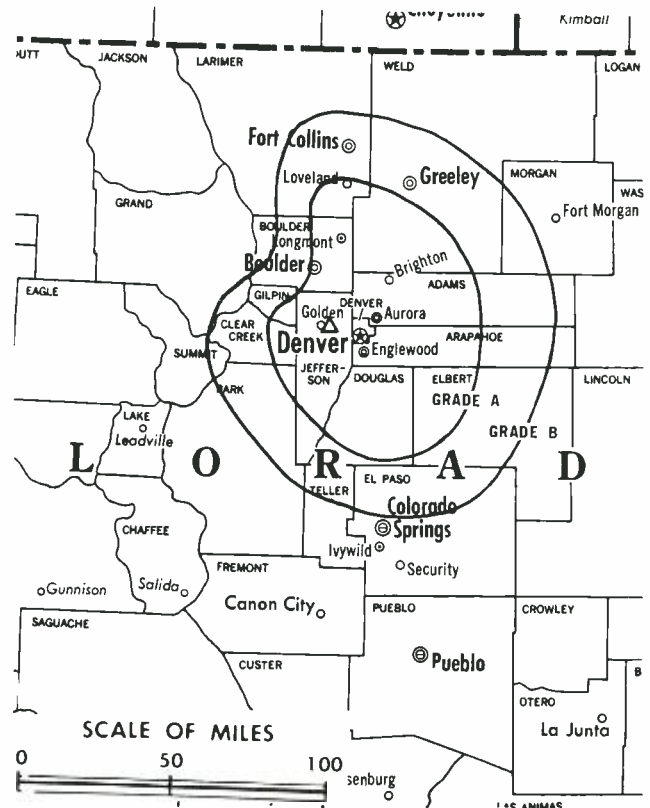 Kimball
JACKSON
LARIMER
WELD
LOGAN
Fort Collins
Loveland
Greeley
MORGAN
Fort Morgan
GRAND
BOULDER
Longmont
Boulder
Brighton
ADAMS
EAGLE
GILPIN
Golden
DENVER
Aurora
CLEAR
CREEK
Denver
Englewood
ARAPAHOE
SUMMIT
JEFFER-
SON
DOUGLAS
ELBERT
LINCOLN
PARK
GRADE A
LAKE
Leadville
GRADE B
L O R A D
TELLER
EL PASO
Colorado
Springs
CHAFFEE
Ivywild
Security
FREMONT
Gunnison
Salida
Canon City
PUEBLO
CROWLEY
SAGUACHE
CUSTER
Pueblo
OTERO
La Junta
SCALE OF MILES
0 50 100